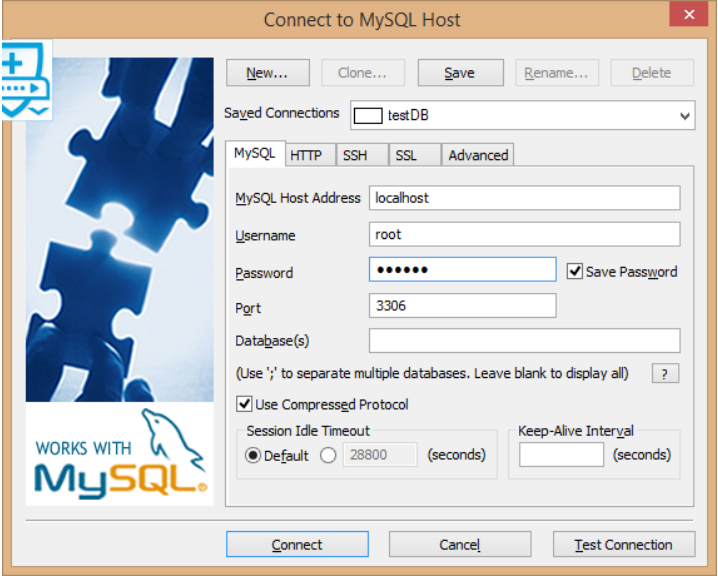 Connect to MySQL Host
New... Clone... Save Rename... Delete
Saved Connections testDB
MySQL HTTP SSH SSL Advanced
MySQL Host Address localhost
Username root
Password ●●●●●● Save Password
Port 3306
Database(s)
(Use ';' to separate multiple databases. Leave blank to display all) ?
Use Compressed Protocol
Session Idle Timeout Keep-Alive Interval
Default 28800 (seconds) (seconds)
WORKS WITH
MySQL®
Connect Cancel Test Connection